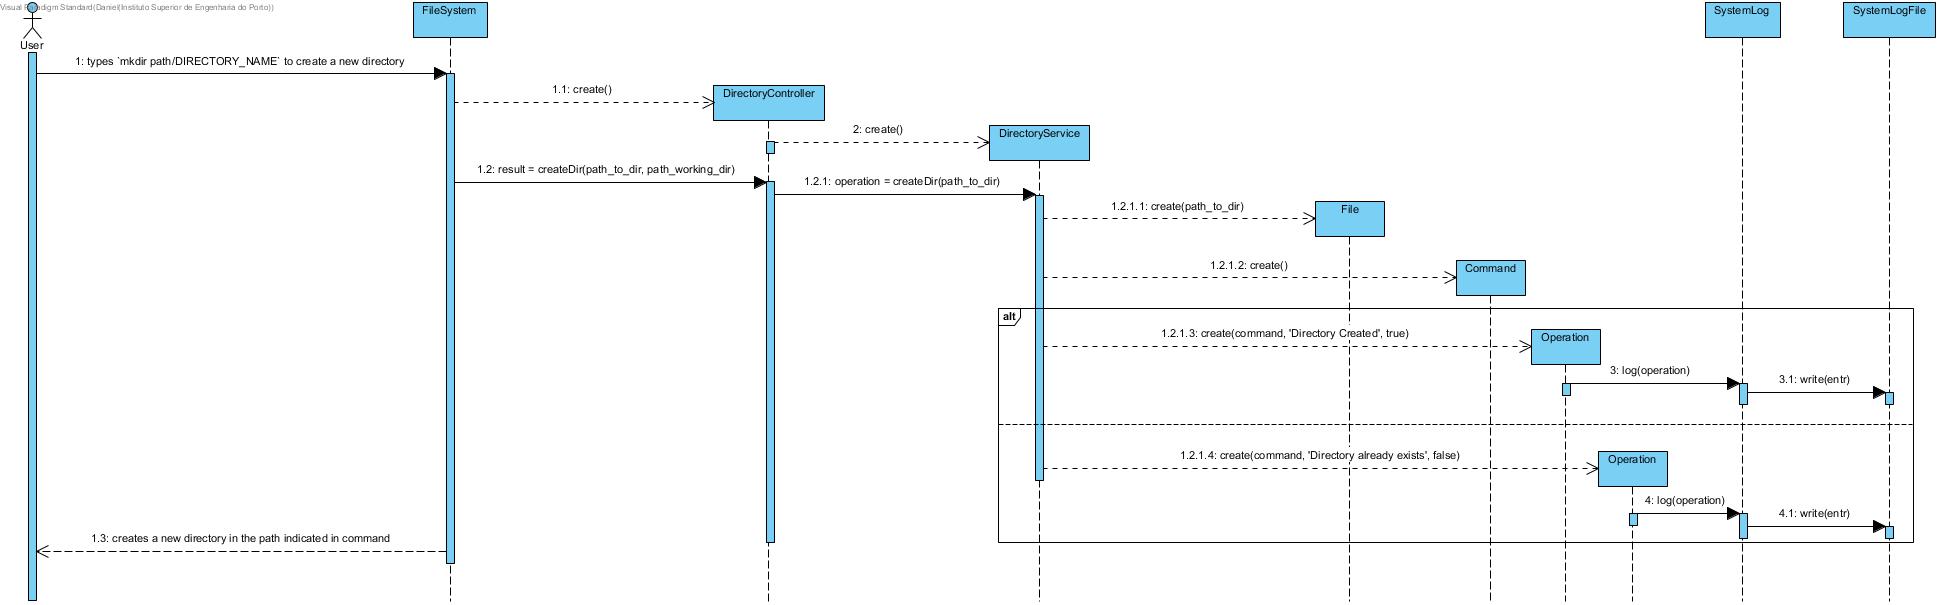 Visual Paradigm Standard(Daniel(Instituto Superior de Engenharia do Porto))
User
FileSystem
SystemLog
SystemLogFile
1: types `mkdir path/DIRECTORY_NAME` to create a new directory
1.1: create()
DirectoryController
2: create()
DirectoryService
1.2: result = createDir(path_to_dir, path_working_dir)
1.2.1: operation = createDir(path_to_dir)
1.2.1.1: create(path_to_dir)
File
1.2.1.2: create()
Command
alt
1.2.1.3: create(command, 'Directory Created', true)
Operation
3: log(operation)
3.1: write(entr)
1.2.1.4: create(command, 'Directory already exists', false)
Operation
4: log(operation)
4.1: write(entr)
1.3: creates a new directory in the path indicated in command